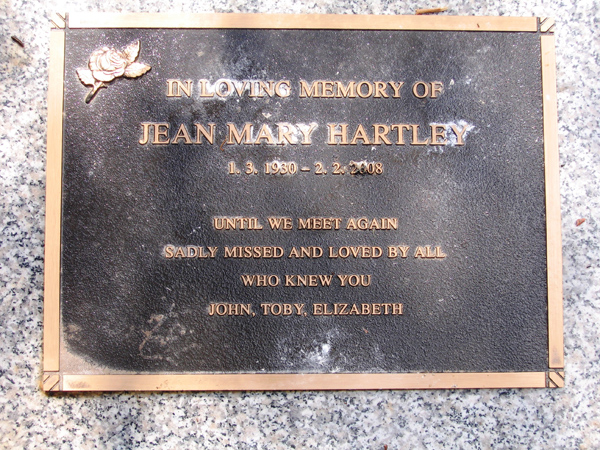 IN LOVING MEMORY OF
JEAN MARY HARTLEY
1. 3. 1930 – 2. 2. 2008
UNTIL WE MEET AGAIN
SADLY MISSED AND LOVED BY ALL
WHO KNEW YOU
JOHN, TOBY, ELIZABETH